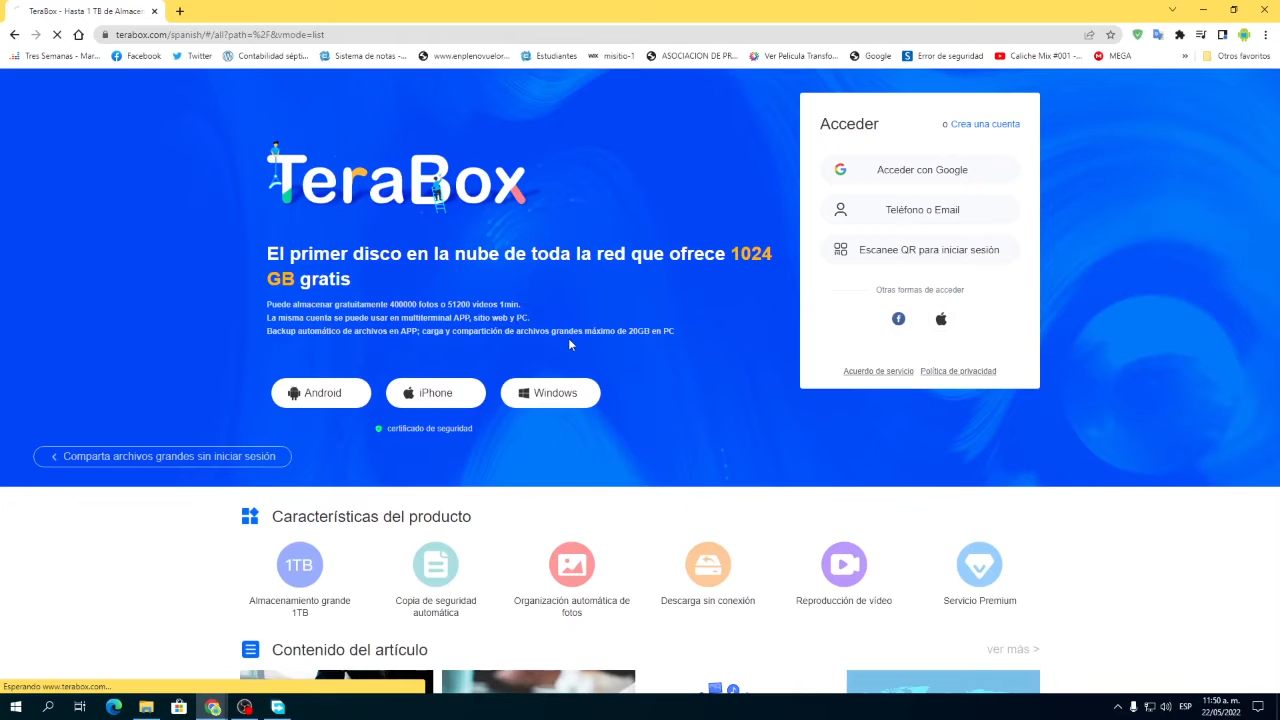 TeraBox - Hasta 1 TB de Almacer
terabox.com/spanish/#/all?path=%2F&vmode=list
Tres Semanas - Mar...
Facebook
Twitter
Contabilidad sépti...
Sistema de notas -...
www.enplenovuelor...
Estudiantes
WIX misitio-1
ASOCIACION DE PR...
Ver Pelicula Transfo...
Google
Error de seguridad
Caliche Mix #001 -...
MEGA
»
Otros favoritos
TeraBox
El primer disco en la nube de toda la red que ofrece 1024
GB gratis
Puede almacenar gratuitamente 400000 fotos o 51200 vídeos 1min.
La misma cuenta se puede usar en multiterminal APP, sitio web y PC.
Backup automático de archivos en APP; carga y compartición de archivos grandes máximo de 20GB en PC
Android
iPhone
Windows
certificado de seguridad
< Comparta archivos grandes sin iniciar sesión
Acceder
o Crea una cuenta
Acceder con Google
Teléfono o Email
Escanee QR para iniciar sesión
Otras formas de acceder
Acuerdo de servicio
Política de privacidad
Características del producto
1TB
Almacenamiento grande
1TB
Copia de seguridad
automática
Organización automática de
fotos
Descarga sin conexión
Reproducción de vídeo
Servicio Premium
Contenido del artículo
ver màs >
Esperando www.terabox.com...
ESP
11:50 a. m.
22/05/2022